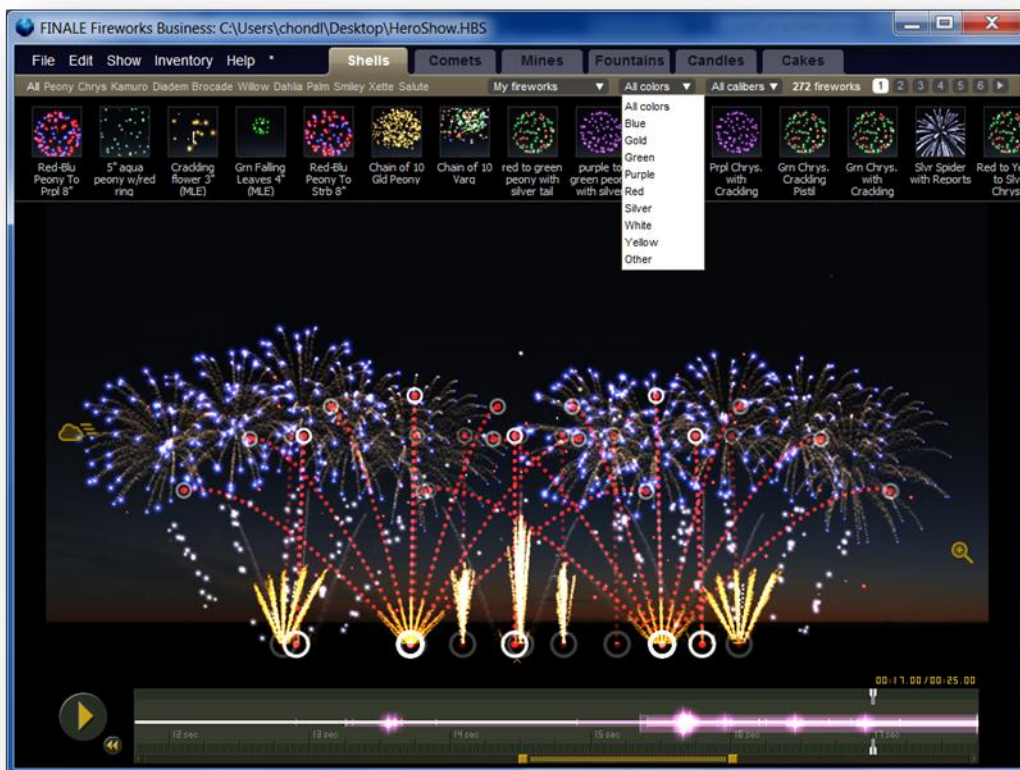 FINALE Fireworks Business: C:\Users\chondl\Desktop\HeroShow.HBS
File Edit Show Inventory Help * Shells Comets Mines Fountains Candles Cakes
All Peony Chrys Kamuro Diadem Brocade Willow Dahlia Palm Smiley Xette Salute My fireworks All colors All calibers 272 fireworks 1 2 3 4 5 6
All colors
Blue
Gold
Green
Purple
Red
Silver
White
Yellow
Other
Red-Blu
Peony To
Prpl 8"
5" aqua
peony w/red
ring
Crackling
flower 3"
(MLE)
Grn Falling
Leaves 4"
(MLE)
Red-Blu
Peony To
Strb 8"
Chain of 10
Gld Peony
Chain of 10
Varg
red to green
peony with
silver tail
purple to
green peon
with silve
Prpl Chrys.
with
Crackling
Grn Chrys.
Crackling
Pistil
Grn Chrys.
with
Crackling
Slvr Spider
with Reports
Red to Ye
to Slv
Chrys
00:17.00/00:25.00
12 sec 13 sec 14 sec 15 sec 16 sec 17 sec